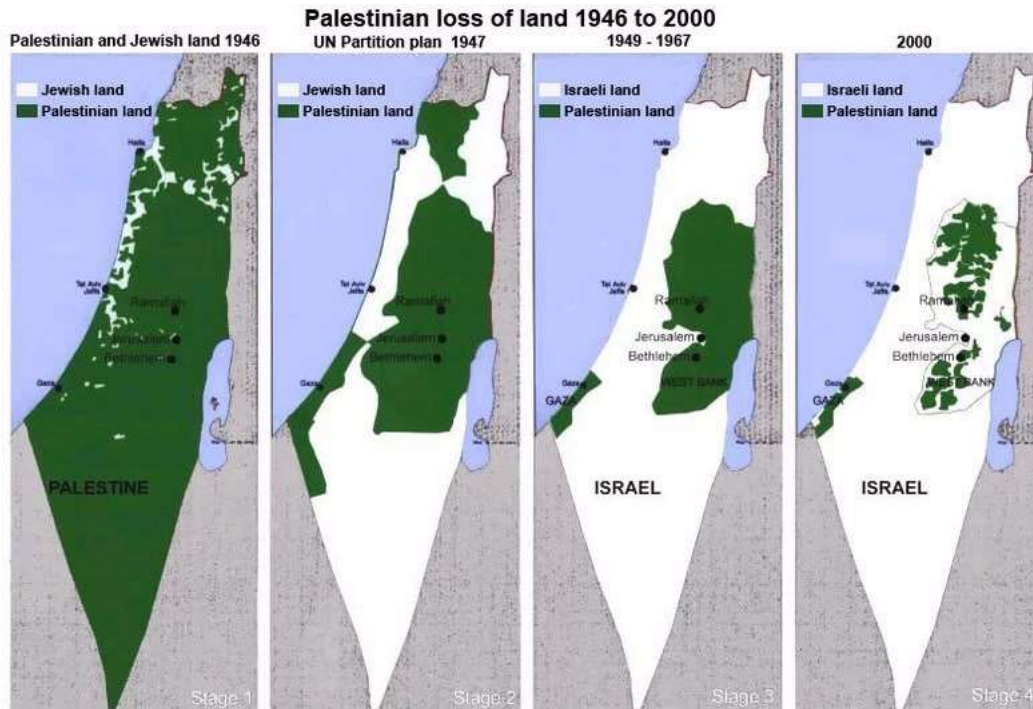 Palestinian loss of land 1946 to 2000
Palestinian and Jewish land 1946
Jewish land
Palestinian land
Haifa
Tel Aviv
Jaffa
Ramallah
Jerusalem
Bethlehem
Gaza
PALESTINE
Stage 1
UN Partition plan 1947
Jewish land
Palestinian land
Haifa
Tel Aviv
Jaffa
Ramallah
Jerusalem
Bethlehem
Gaza
Stage 2
1949 - 1967
Israeli land
Palestinian land
Haifa
Tel Aviv
Jaffa
Ramallah
Jerusalem
Bethlehem
Gaza
GAZA
WEST BANK
ISRAEL
Stage 3
2000
Israeli land
Palestinian land
Haifa
Tel Aviv
Jaffa
Ramallah
Jerusalem
Bethlehem
Gaza
GAZA
WEST BANK
ISRAEL
Stage 4